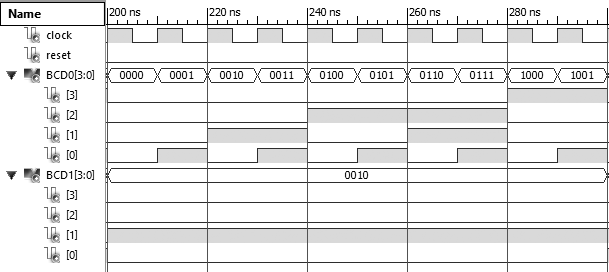 Name 200 ns 220 ns 240 ns 260 ns 280 ns
clock
reset
BCD0[3:0] 0000 0001 0010 0011 0100 0101 0110 0111 1000 1001
[3]
[2]
[1]
[0]
BCD1[3:0] 0010
[3]
[2]
[1]
[0]